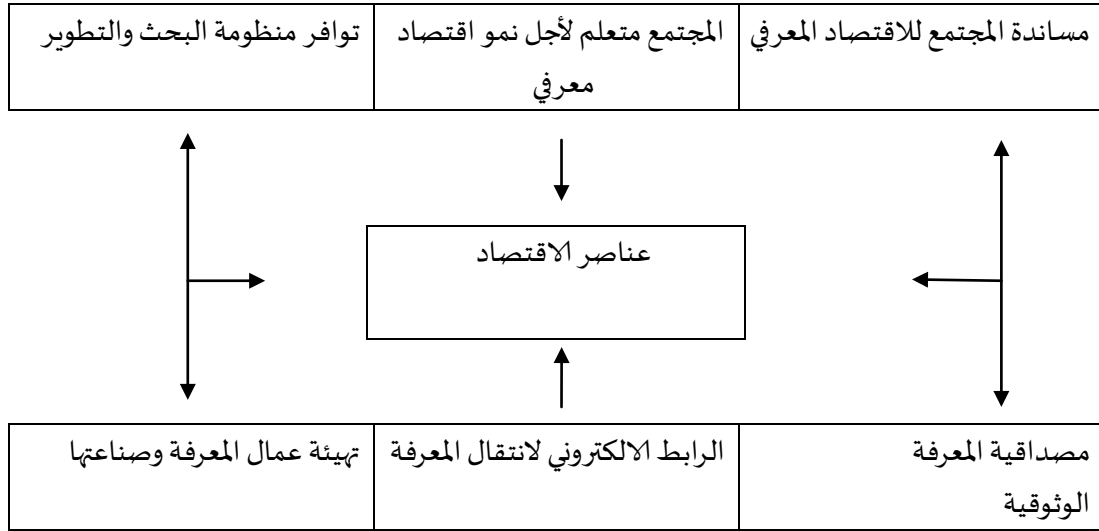 مساندة المجتمع للاقتصاد المعرفي
المجتمع متعلم لأجل نمو اقتصاد
معرفي
توافر منظومة البحث والتطوير
عناصر الاقتصاد
مصداقية المعرفة
الوثوقية
الرابط الالكتروني لانتقال المعرفة
تهيئة عمال المعرفة وصناعتها